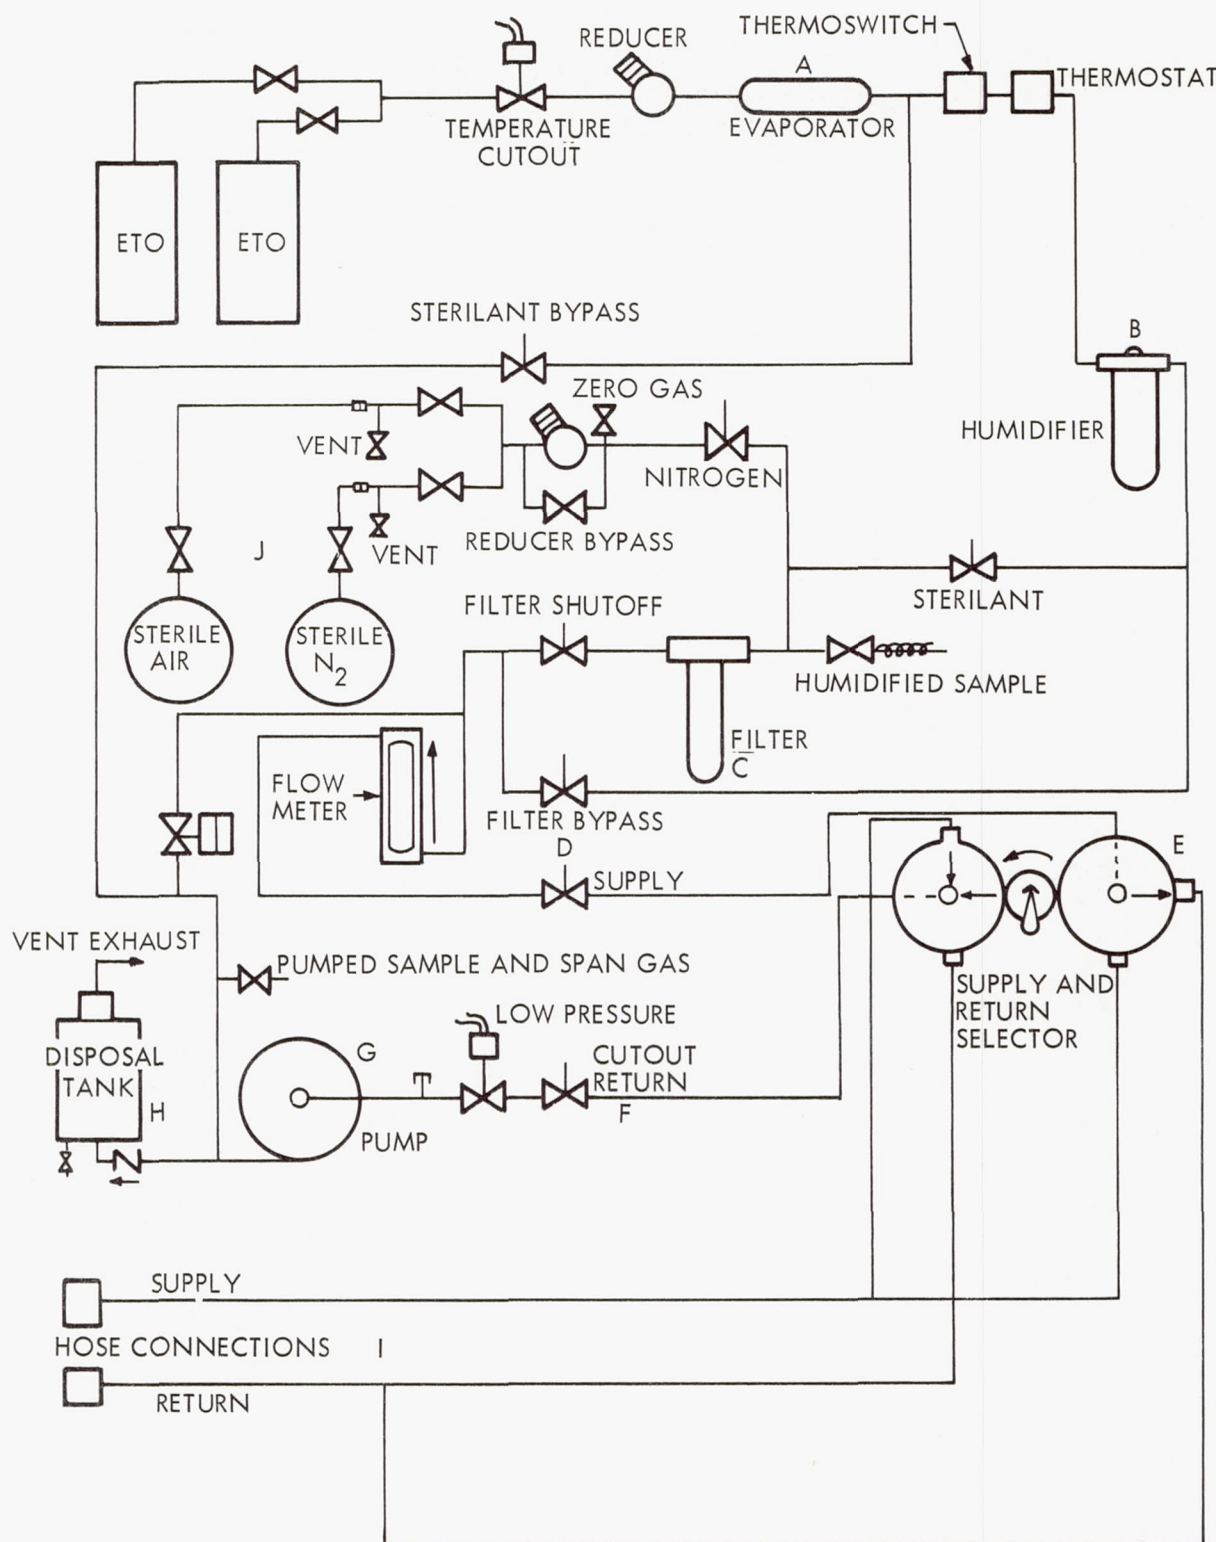 THERMOSWITCH
REDUCER
A
THERMOSTAT
TEMPERATURE
CUTOUT
EVAPORATOR
ETO
ETO
STERILANT BYPASS
B
ZERO GAS
HUMIDIFIER
VENT
NITROGEN
J
VENT
REDUCER BYPASS
STERILANT
FILTER SHUTOFF
STERILE
AIR
STERILE
N2
HUMIDIFIED SAMPLE
FILTER
C
FLOW
METER
FILTER BYPASS
D
E
SUPPLY
VENT EXHAUST
PUMPED SAMPLE AND SPAN GAS
SUPPLY AND
RETURN
SELECTOR
LOW PRESSURE
G
CUTOUT
RETURN
F
DISPOSAL
TANK
H
PUMP
SUPPLY
HOSE CONNECTIONS I
RETURN